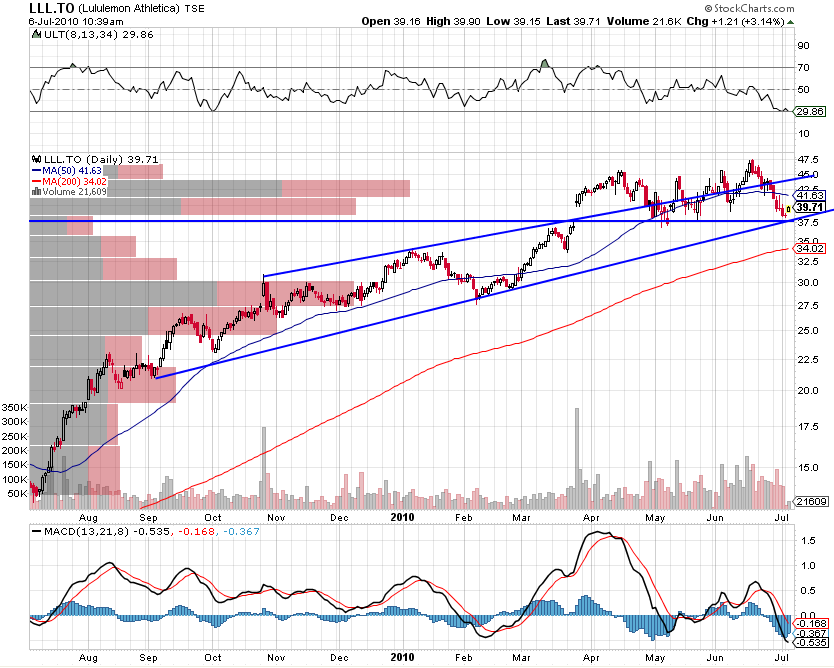 LLL.TO (Lululemon Athletica) TSE
© StockCharts.com
6-Jul-2010 10:39am
Open 39.16 High 39.90 Low 39.15 Last 39.71 Volume 21.6K Chg +1.21 (+3.14%)
ULT(8,13,34) 29.86
90
70
50
29.86
10
LLL.TO (Daily) 39.71
MA(50) 41.63
MA(200) 34.02
Volume 21,609
47.5
45.0
42.5
41.63
39.71
37.5
35.0
34.02
32.5
30.0
27.5
25.0
22.5
20.0
17.5
15.0
21609
350K
300K
250K
200K
150K
100K
50K
Aug Sep Oct Nov Dec 2010 Feb Mar Apr May Jun Jul
MACD(13,21,8) -0.535, -0.168, -0.367
1.5
1.0
0.5
0.0
-0.168
-0.367
-0.535
Aug Sep Oct Nov Dec 2010 Feb Mar Apr May Jun Jul